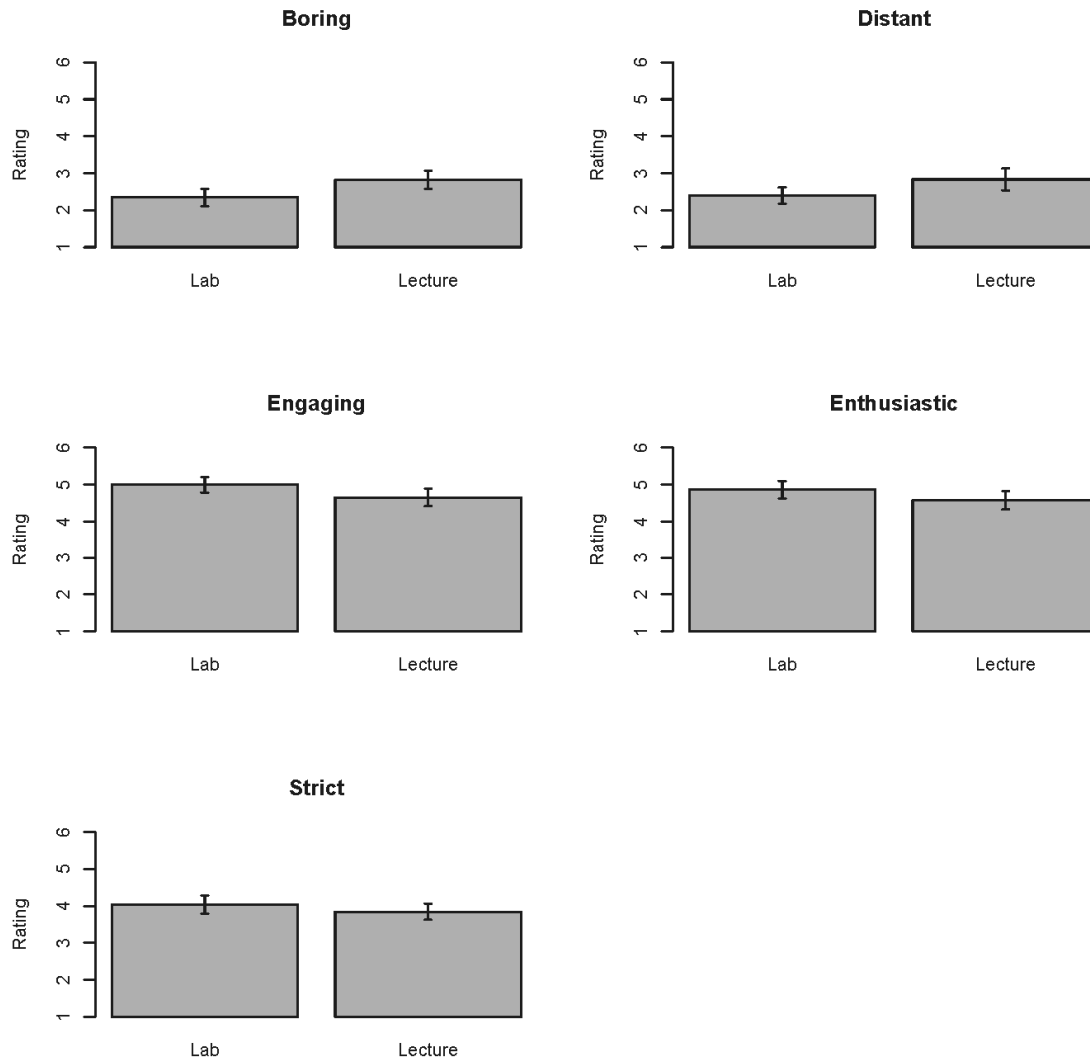 Boring
Rating
1 2 3 4 5 6
Lab Lecture
Distant
Rating
1 2 3 4 5 6
Lab Lecture
Engaging
Rating
1 2 3 4 5 6
Lab Lecture
Enthusiastic
Rating
1 2 3 4 5 6
Lab Lecture
Strict
Rating
1 2 3 4 5 6
Lab Lecture